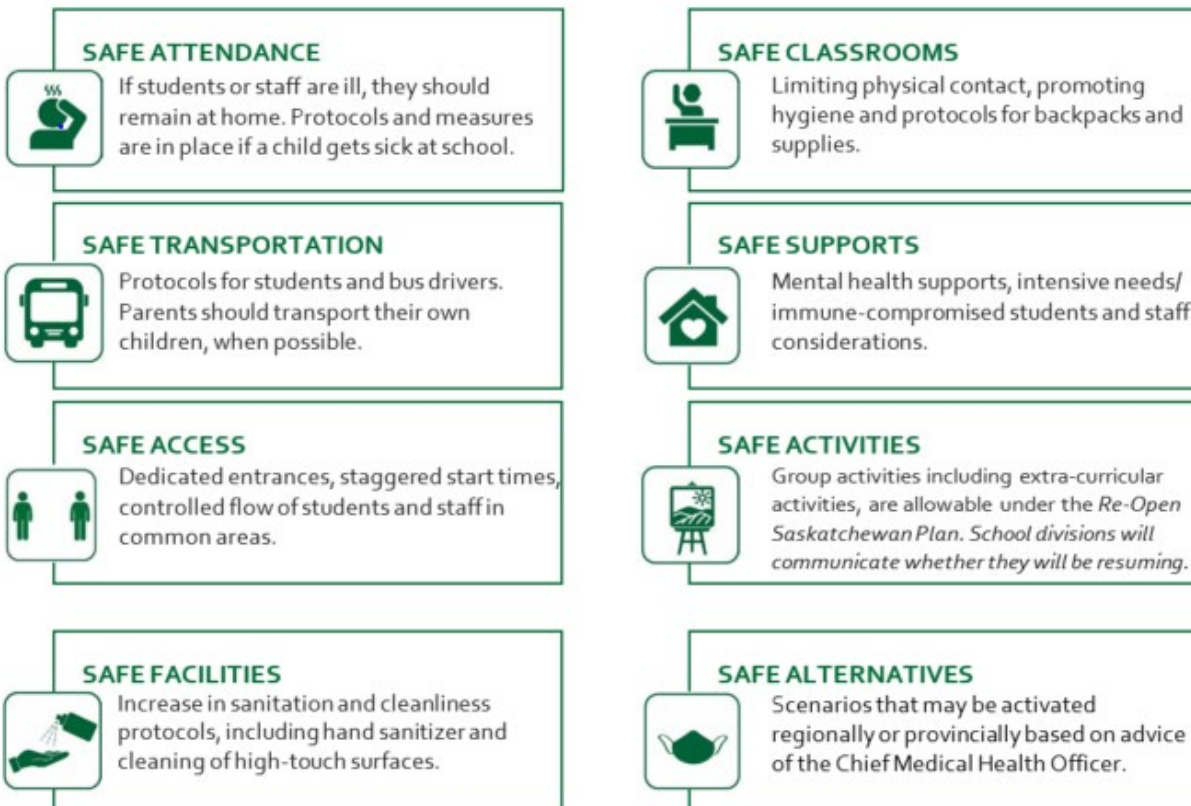 SAFE ATTENDANCE
If students or staff are ill, they should
remain at home. Protocols and measures
are in place if a child gets sick at school.
SAFE TRANSPORTATION
Protocols for students and bus drivers.
Parents should transport their own
children, when possible.
SAFE ACCESS
Dedicated entrances, staggered start times,
controlled flow of students and staff in
common areas.
SAFE FACILITIES
Increase in sanitation and cleanliness
protocols, including hand sanitizer and
cleaning of high-touch surfaces.
SAFE CLASSROOMS
Limiting physical contact, promoting
hygiene and protocols for backpacks and
supplies.
SAFE SUPPORTS
Mental health supports, intensive needs/
immune-compromised students and staff
considerations.
SAFE ACTIVITIES
Group activities including extra-curricular
activities, are allowable under the Re-Open
Saskatchewan Plan. School divisions will
communicate whether they will be resuming.
SAFE ALTERNATIVES
Scenarios that may be activated
regionally or provincially based on advice
of the Chief Medical Health Officer.